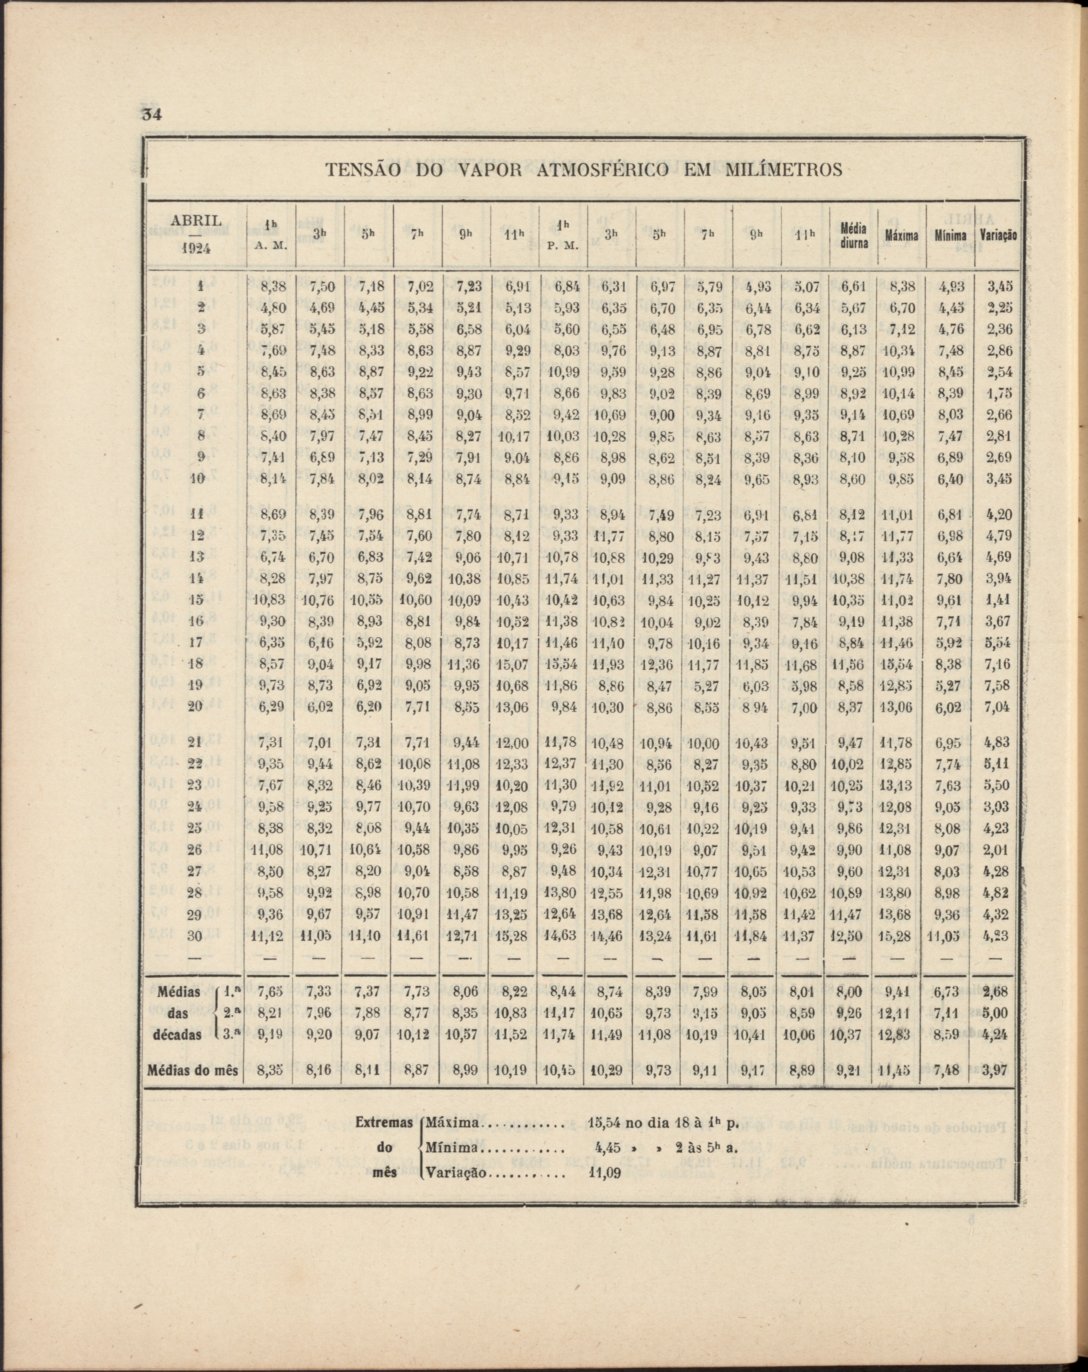 34
TENSÃO DO VAPOR ATMOSFÉRICO EM MILÍMETROS
ABRIL — 1924 1h A. M. 3h 5h 7h 9h 11h 1h P. M. 3h 5h 7h 9h 11h Média diurna Máxima Mínima Variação
1 8,38 7,50 7,18 7,02 7,23 6,91 6,84 6,31 6,97 5,79 4,93 5,07 6,61 8,38 4,93 3,45
2 4,80 4,69 4,45 5,34 5,21 5,13 5,93 6,35 6,70 6,35 6,44 6,34 5,67 6,70 4,45 2,25
3 5,87 5,45 5,18 5,58 6,58 6,04 5,60 6,55 6,48 6,95 6,78 6,62 6,13 7,12 4,76 2,36
4 7,69 7,48 8,33 8,63 8,87 9,29 8,03 9,76 9,13 8,87 8,81 8,75 8,87 10,34 7,48 2,86
5 8,45 8,63 8,87 9,22 9,43 8,57 10,99 9,59 9,28 8,86 9,04 9,10 9,25 10,99 8,45 2,54
6 8,63 8,38 8,57 8,63 9,30 9,71 8,66 9,83 9,02 8,39 8,69 8,99 8,92 10,14 8,39 1,75
7 8,69 8,45 8,51 8,99 9,04 8,52 9,42 10,69 9,00 9,34 9,16 9,35 9,14 10,69 8,03 2,66
8 8,40 7,97 7,47 8,45 8,27 10,17 10,03 10,28 9,85 8,63 8,57 8,63 8,71 10,28 7,47 2,81
9 7,41 6,89 7,13 7,29 7,91 9.04 8,86 8,98 8,62 8,51 8,39 8,36 8,10 9,58 6,89 2,69
10 8,14 7,84 8,02 8,14 8,74 8,84 9,15 9,09 8,86 8,24 9,65 8,93 8,60 9,85 6,40 3,45
11 8,69 8,39 7,96 8,81 7,74 8,71 9,33 8,94 7,49 7,23 6,91 6,81 8,12 11,01 6,81 4,20
12 7,35 7,45 7,54 7,60 7,80 8,12 9,33 11,77 8,80 8,15 7,57 7,15 8,17 11,77 6,98 4,79
13 6,74 6,70 6,83 7,42 9,06 10,71 10,78 10,88 10,29 9,83 9,43 8,80 9,08 11,33 6,64 4,69
14 8,28 7,97 8,75 9,62 10,38 10,85 11,74 11,01 11,33 11,27 11,37 11,51 10,38 11,74 7,80 3,94
15 10,83 10,76 10,55 10,60 10,09 10,43 10,42 10,63 9,84 10,25 10,12 9,94 10,35 11,02 9,61 1,41
16 9,30 8,39 8,93 8,81 9,84 10,52 11,38 10,82 10,04 9,02 8,39 7,84 9,19 11,38 7,71 3,67
17 6,35 6,16 5,92 8,08 8,73 10,17 11,46 11,40 9,78 10,16 9,34 9,16 8,84 11,46 5,92 5,54
18 8,57 9,04 9,17 9,98 11,36 15,07 15,54 11,93 12,36 11,77 11,85 11,68 11,56 15,54 8,38 7,16
19 9,73 8,73 6,92 9,05 9,95 10,68 11,86 8,86 8,47 5,27 6,03 5,98 8,58 12,85 5,27 7,58
20 6,29 6,02 6,20 7,71 8,55 13,06 9,84 10,30 8,86 8,55 8 94 7,00 8,37 13,06 6,02 7,04
21 7,31 7,01 7,31 7,71 9,44 12.00 11,78 10,48 10,94 10,00 10,43 9,51 9,47 11,78 6,95 4,83
22 9,35 9,44 8,62 10,08 11,08 12,33 12,37 11,30 8,56 8,27 9,35 8,80 10,02 12,85 7,74 5,11
23 7,67 8,32 8,46 10,39 11,99 10,20 11,30 11,92 11,01 10,52 10,37 10,21 10,25 13,13 7,63 5,50
24 9,58 9,25 9,77 10,70 9,63 12,08 9,79 10,12 9,28 9,16 9,25 9,33 9,73 12,08 9,05 3,03
25 8,38 8,32 8,08 9,44 10,35 10,05 12,31 10,58 10,61 10,22 10,19 9,41 9,86 12,31 8,08 4,23
26 11,08 10,71 10,64 10,58 9,86 9,95 9,26 9,43 10,19 9,07 9,51 9,42 9,90 11,08 9,07 2,01
27 8,50 8,27 8,20 9,04 8,58 8,87 9,48 10,34 12,31 10,77 10,65 10,53 9,60 12,31 8,03 4,28
28 9,58 9,92 8,98 10,70 10,58 11,19 13,80 12,55 11,98 10,69 10,92 10,62 10,89 13,80 8,98 4,82
29 9,36 9,67 9,57 10,91 11,47 13,25 12,64 13,68 12,64 11,58 11,58 11,42 11,47 13,68 9,36 4,32
30 11,12 11,05 11,10 11,61 12,71 15,28 14,63 14,46 13,24 11,61 11,84 11,37 12,50 15,28 11,05 4,23
— — — — — — — — — — — — — — — — —
Médias 1.ª 7,65 7,33 7,37 7,73 8,06 8,22 8,44 8,74 8,39 7,99 8,05 8,01 8,00 9,41 6,73 2,68
das 2.ª 8,21 7,96 7,88 8,77 8,35 10,83 11,17 10,65 9,73 9,15 9,05 8,59 9,26 12,11 7,11 5,00
décadas 3.ª 9,19 9,20 9,07 10,12 10,57 11,52 11,74 11,49 11,08 10,19 10,41 10,06 10,37 12,83 8,59 4,24
Médias do mês 8,35 8,16 8,11 8,87 8,99 10,19 10,45 10,29 9,73 9,11 9,17 8,89 9,21 11,45 7,48 3,97
Extremas Máxima............ 15,54 no dia 18 à 1h p.
do Mínima............ 4,45 » » 2 às 5h a.
mês Variação........... 11,09